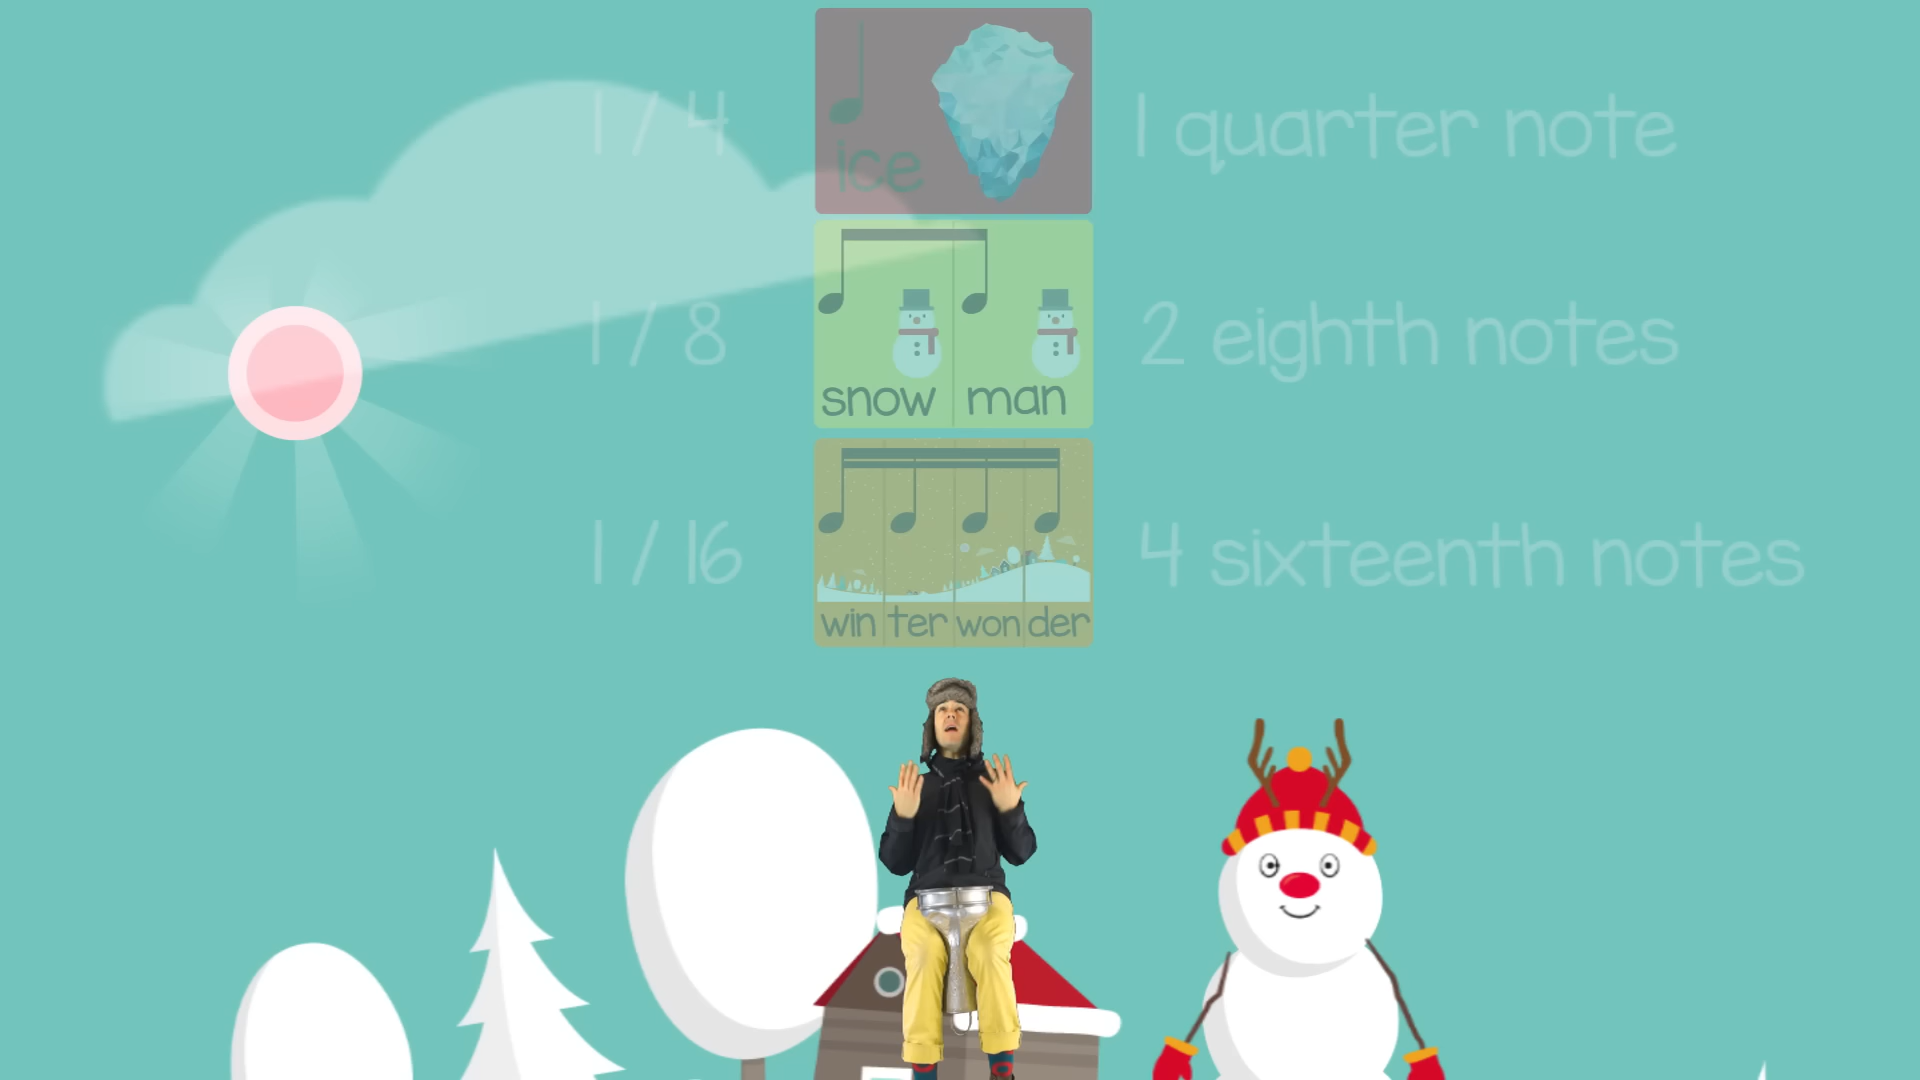 1 / 4 ice 1 quarter note
1 / 8 snow man 2 eighth notes
1 / 16 win ter won der 4 sixteenth notes